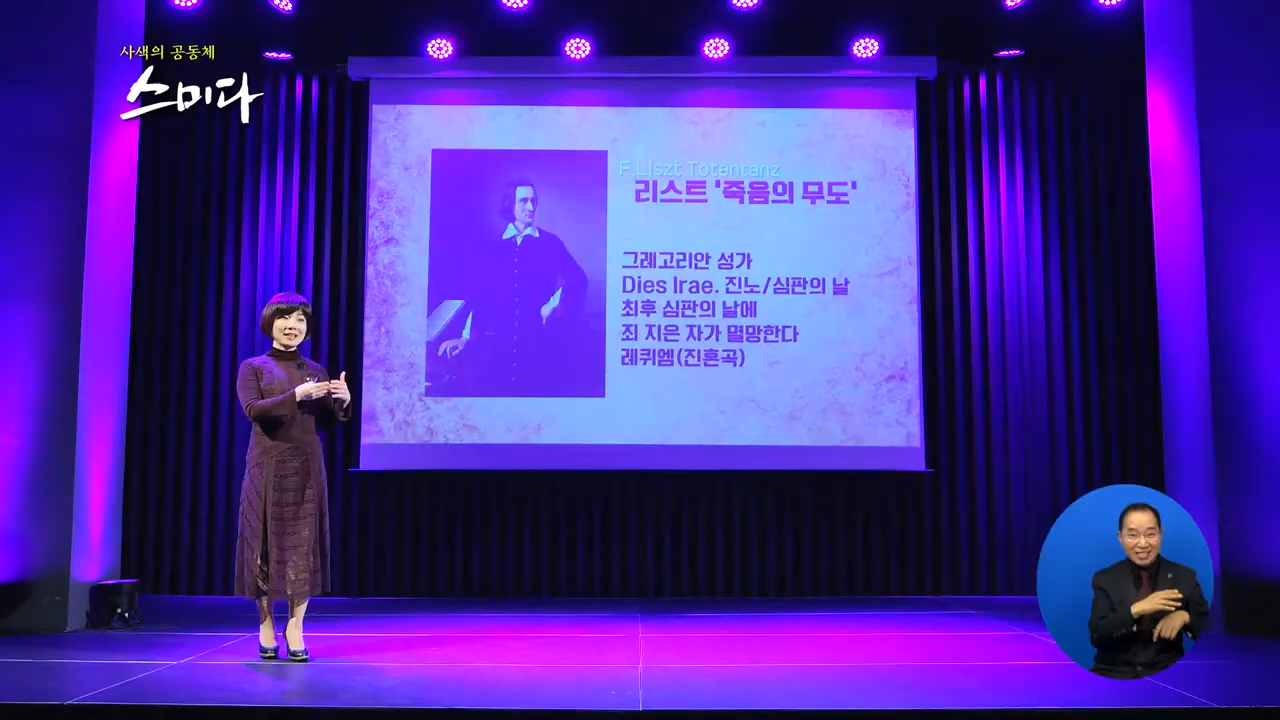 사색의 공동체
스미다
F.Liszt Totentanz
리스트 '죽음의 무도'
그레고리안 성가
Dies Irae. 진노/심판의 날
최후 심판의 날에
죄 지은 자가 멸망한다
레퀴엠(진혼곡)